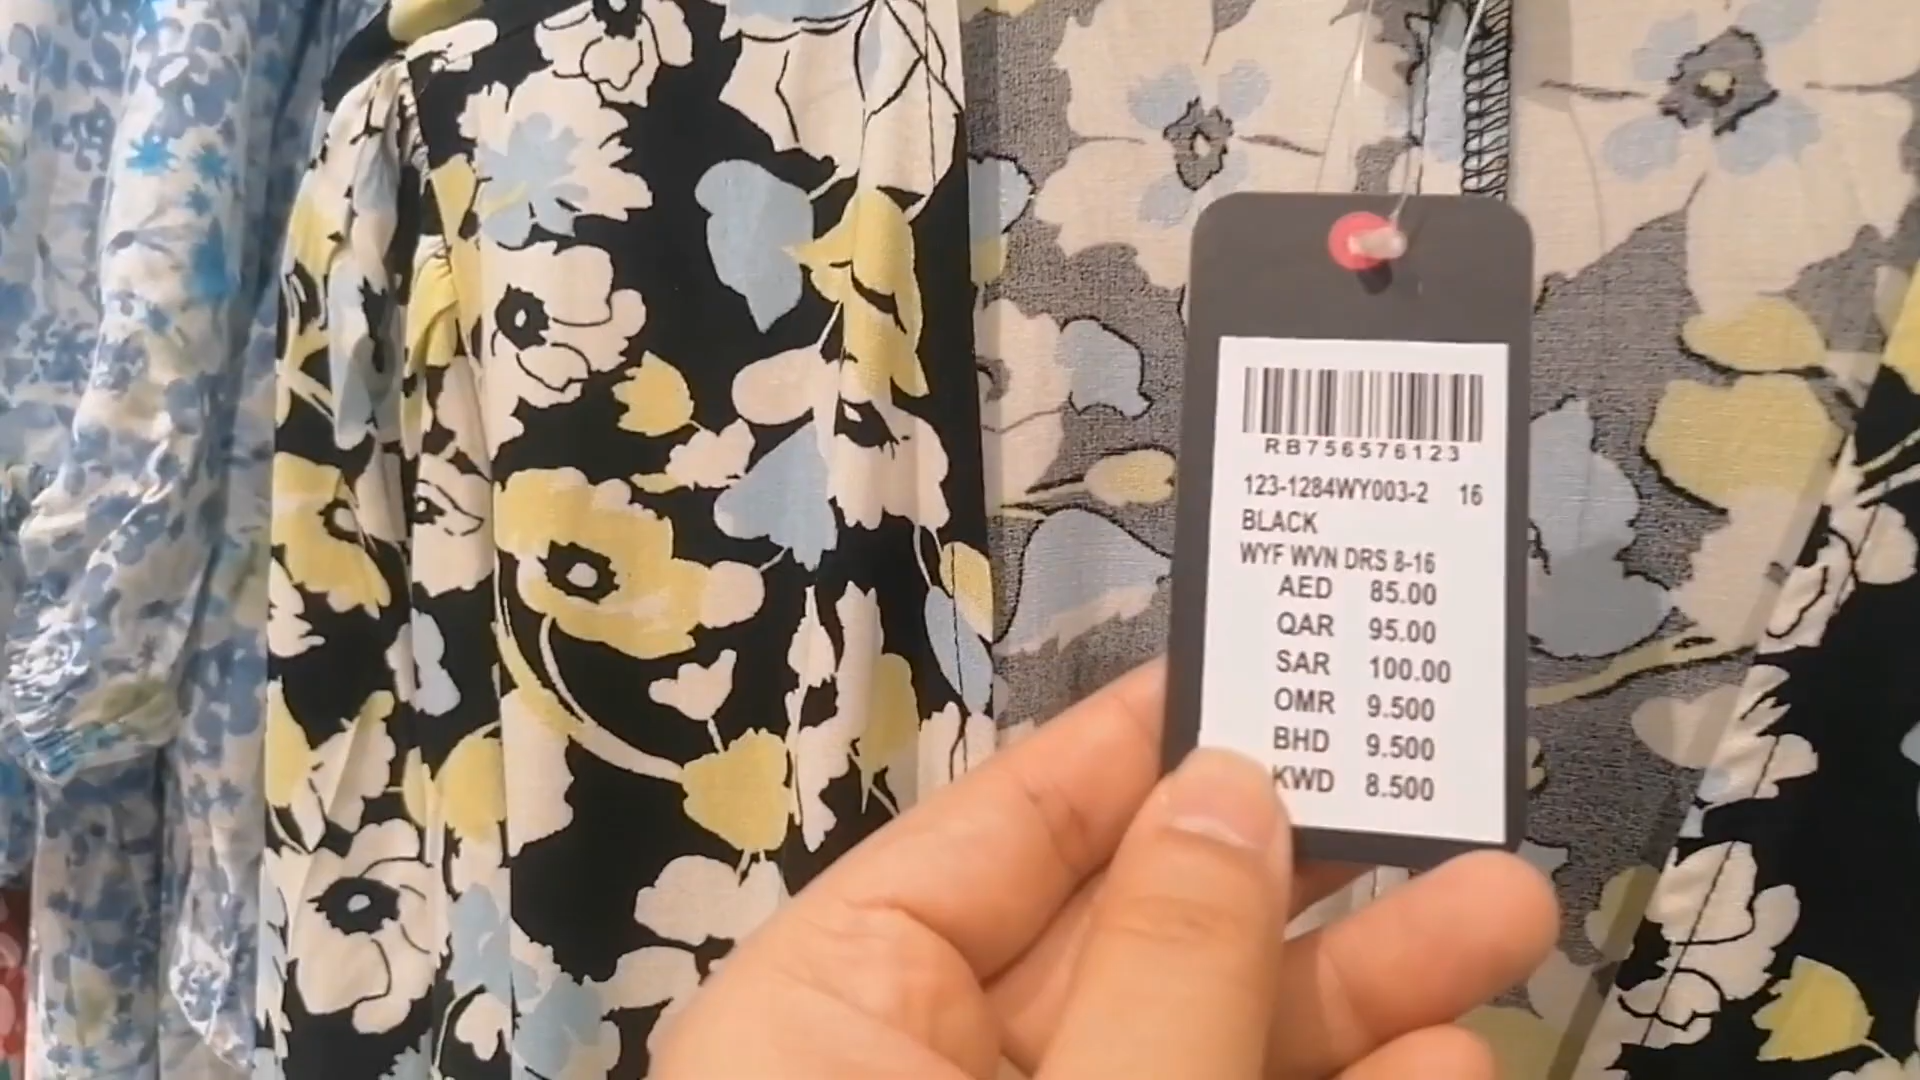 RB756576123
123-1284WY003-2 16
BLACK
WYF WVN DRS 8-16
AED 85.00
QAR 95.00
SAR 100.00
OMR 9.500
BHD 9.500
KWD 8.500